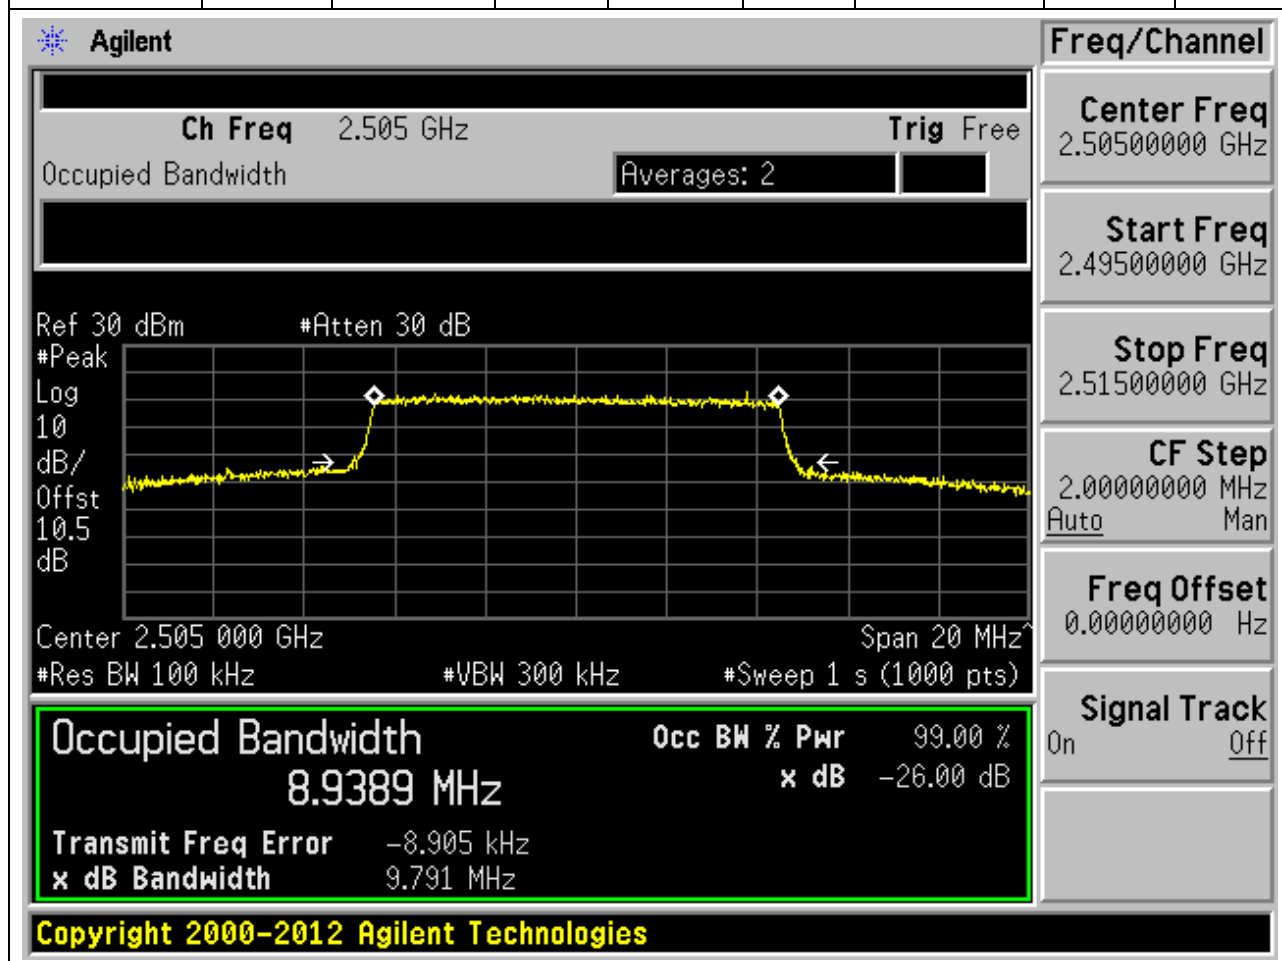 Agilent
Freq/Channel
Ch Freq 2.505 GHz Trig Free
Occupied Bandwidth Averages: 2
Ref 30 dBm #Atten 30 dB
#Peak
Log
10
dB/
Offst
10.5
dB
Center 2.505 000 GHz Span 20 MHz^
#Res BW 100 kHz #VBW 300 kHz #Sweep 1 s (1000 pts)
Occupied Bandwidth Occ BW % Pwr 99.00 %
8.9389 MHz x dB -26.00 dB
Transmit Freq Error -8.905 kHz
x dB Bandwidth 9.791 MHz
Copyright 2000-2012 Agilent Technologies
Center Freq
2.50500000 GHz
Start Freq
2.49500000 GHz
Stop Freq
2.51500000 GHz
CF Step
2.00000000 MHz
Auto Man
Freq Offset
0.00000000 Hz
Signal Track
On Off